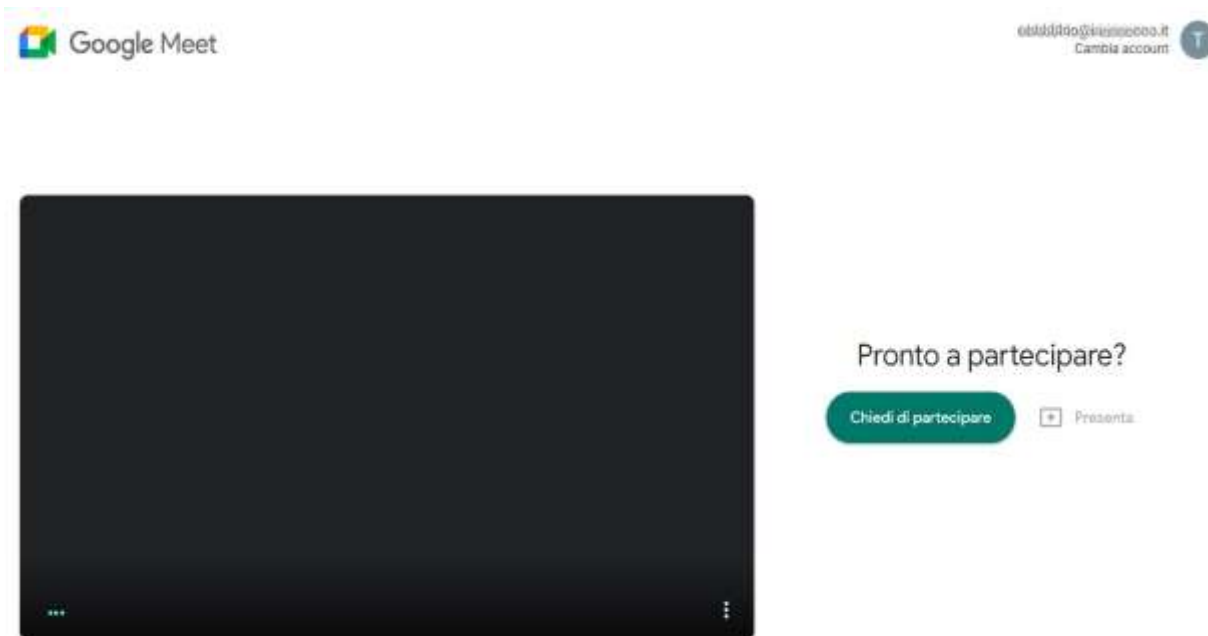 Google Meet
Cambia account
T
Pronto a partecipare?
Chiedi di partecipare
Presenta